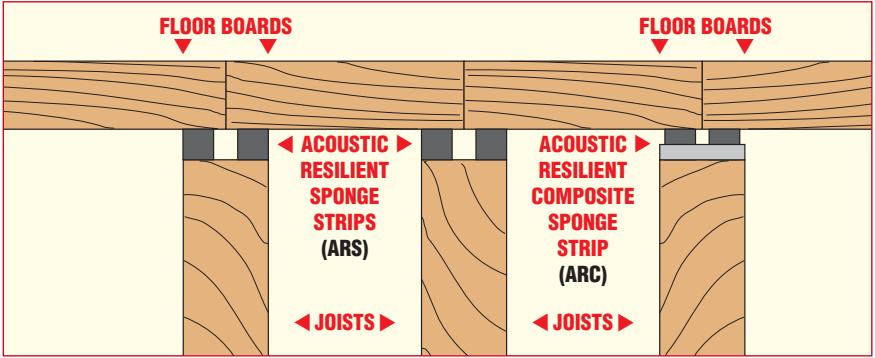 FLOOR BOARDS
FLOOR BOARDS
ACOUSTIC
RESILIENT
SPONGE
STRIPS
(ARS)
ACOUSTIC
RESILIENT
COMPOSITE
SPONGE
STRIP
(ARC)
JOISTS
JOISTS